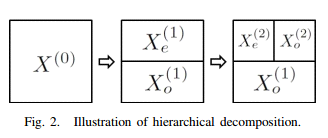 X^{(0)}
X_e^{(1)}
X_o^{(1)}
X_e^{(2)} X_o^{(2)}
X_o^{(1)}
Fig. 2. Illustration of hierarchical decomposition.